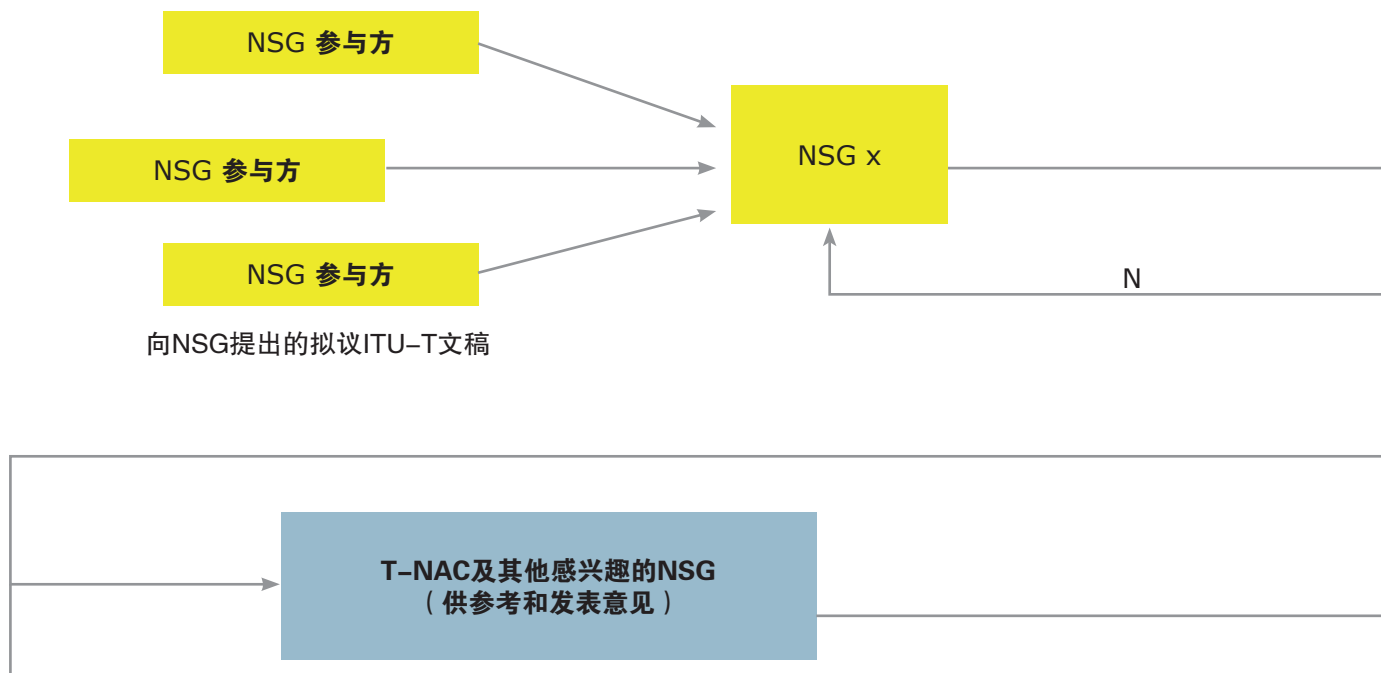 NSG 参与方
NSG 参与方
NSG x
NSG 参与方
N
向NSG提出的拟议ITU–T文稿
T–NAC及其他感兴趣的NSG
（供参考和发表意见）